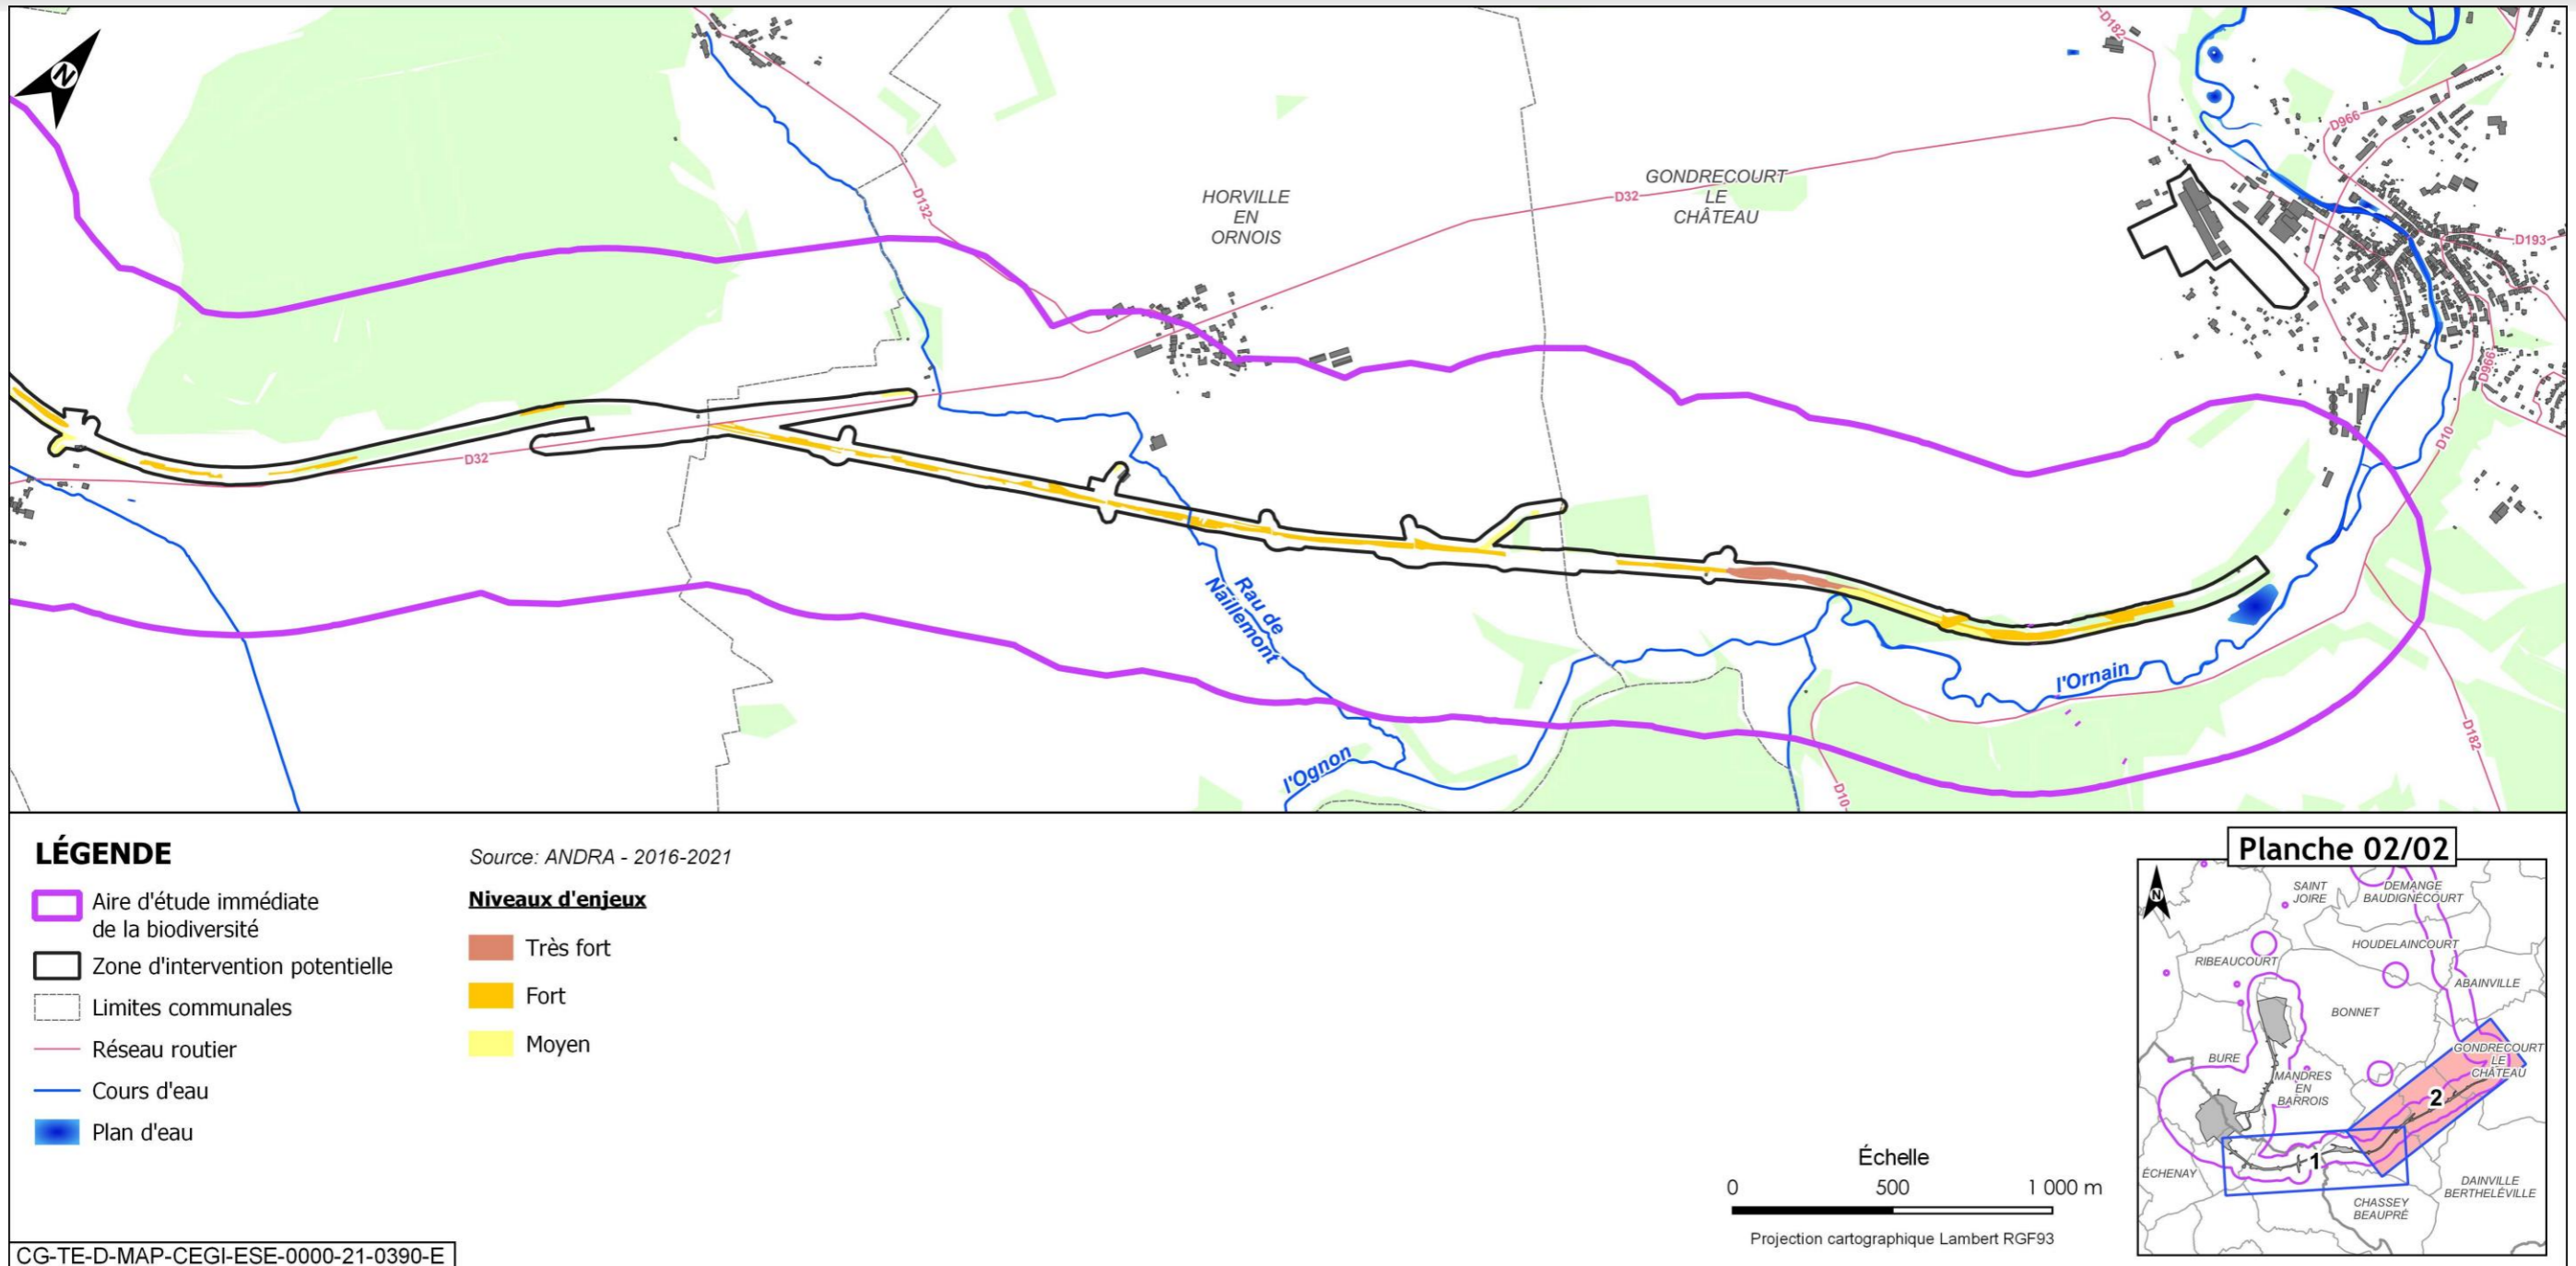 N
D182
D966
D132
HORVILLE
EN
ORNOIS
GONDRECOURT
LE
CHÂTEAU
D32
D193
D966
D10
D32
Rau de
Naillemont
l'Ornain
l'Ognon
D182
D10
LÉGENDE
Aire d'étude immédiate
de la biodiversité
Zone d'intervention potentielle
Limites communales
Réseau routier
Cours d'eau
Plan d'eau
Source: ANDRA - 2016-2021
Niveaux d'enjeux
Très fort
Fort
Moyen
Échelle
0 500 1 000 m
Projection cartographique Lambert RGF93
Planche 02/02
N
SAINT
JOIRE
DEMANGE
BAUDIGNÉCOURT
HOUDELAINCOURT
RIBEAUCOURT
ABAINVILLE
BONNET
BURE
GONDRECOURT
LE
CHÂTEAU
MANDRES
EN
BARROIS
2
1
ÉCHENAY
DAINVILLE
BERTHELÉVILLE
CHASSEY
BEAUPRÉ
CG-TE-D-MAP-CEGI-ESE-0000-21-0390-E